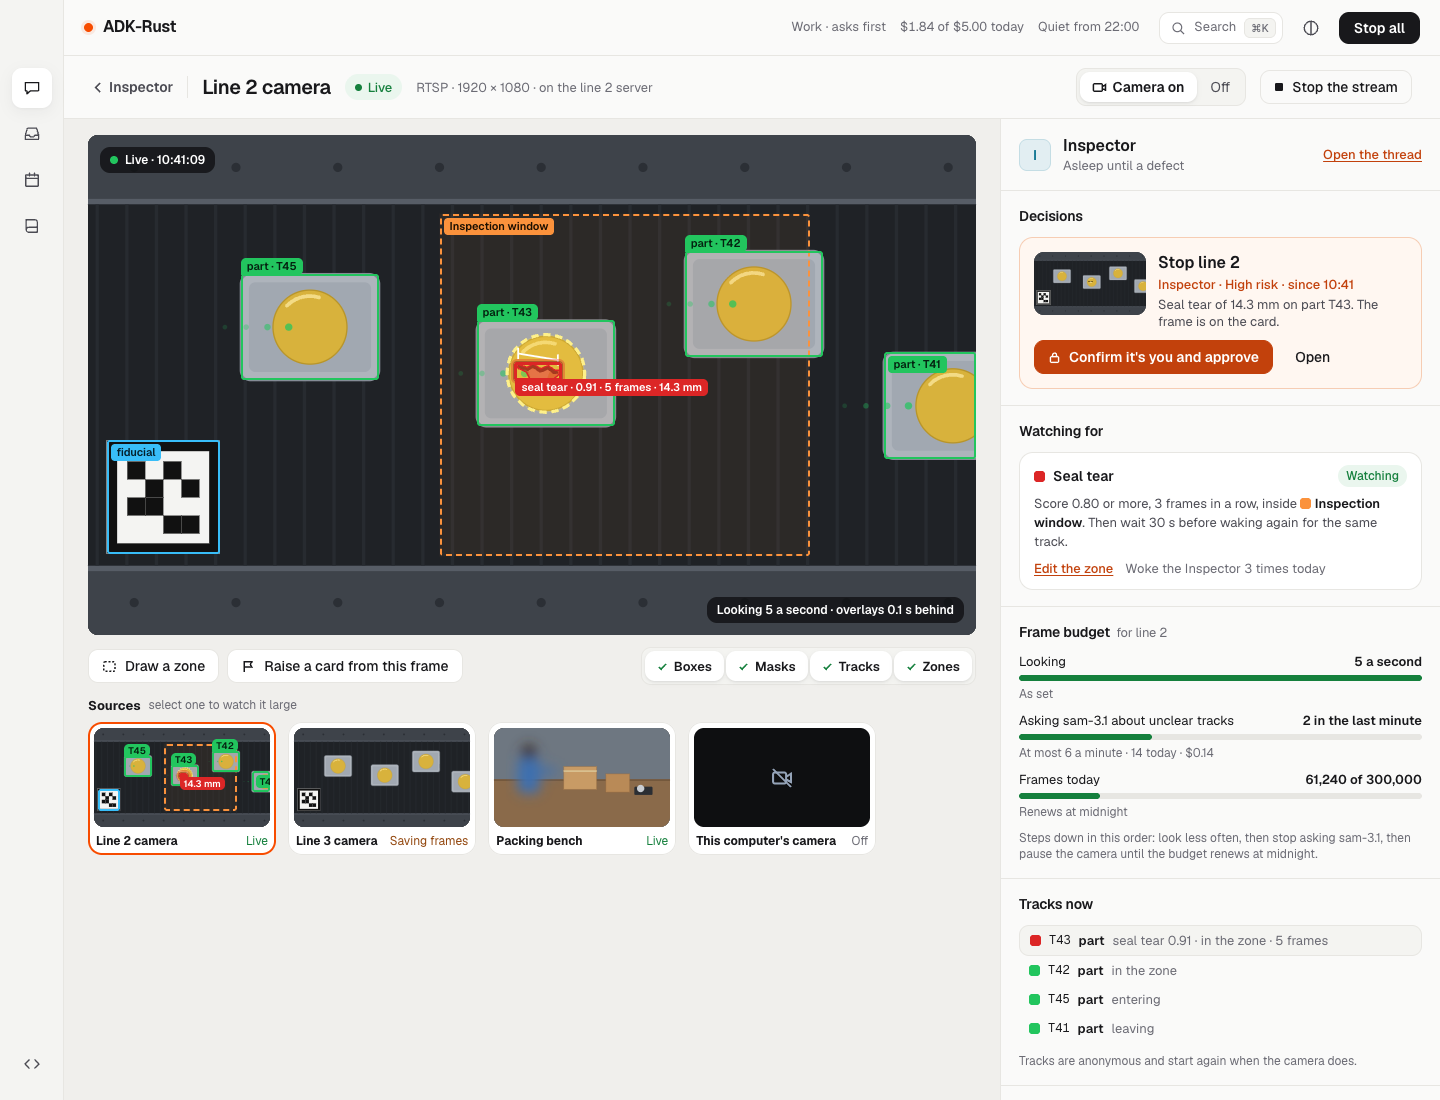 ADK-Rust
Work · asks first $1.84 of $5.00 today Quiet from 22:00
Search ⌘K
Stop all
Inspector
Line 2 camera
Live
RTSP · 1920 × 1080 · on the line 2 server
Camera on Off
Stop the stream
Live · 10:41:09
Inspection window
part · T42
part · T45
part · T43
part · T41
seal tear · 0.91 · 5 frames · 14.3 mm
fiducial
Looking 5 a second · overlays 0.1 s behind
Draw a zone
Raise a card from this frame
Boxes Masks Tracks Zones
Sources select one to watch it large
T45
T42
T43
T4
14.3 mm
Line 2 camera Live
Line 3 camera Saving frames
Packing bench Live
This computer's camera Off
I
Inspector
Asleep until a defect
Open the thread
Decisions
Stop line 2
Inspector · High risk · since 10:41
Seal tear of 14.3 mm on part T43. The
frame is on the card.
Confirm it's you and approve Open
Watching for
Seal tear Watching
Score 0.80 or more, 3 frames in a row, inside Inspection
window. Then wait 30 s before waking again for the same
track.
Edit the zone Woke the Inspector 3 times today
Frame budget for line 2
Looking 5 a second
As set
Asking sam-3.1 about unclear tracks 2 in the last minute
At most 6 a minute · 14 today · $0.14
Frames today 61,240 of 300,000
Renews at midnight
Steps down in this order: look less often, then stop asking sam-3.1, then
pause the camera until the budget renews at midnight.
Tracks now
T43 part seal tear 0.91 · in the zone · 5 frames
T42 part in the zone
T45 part entering
T41 part leaving
Tracks are anonymous and start again when the camera does.